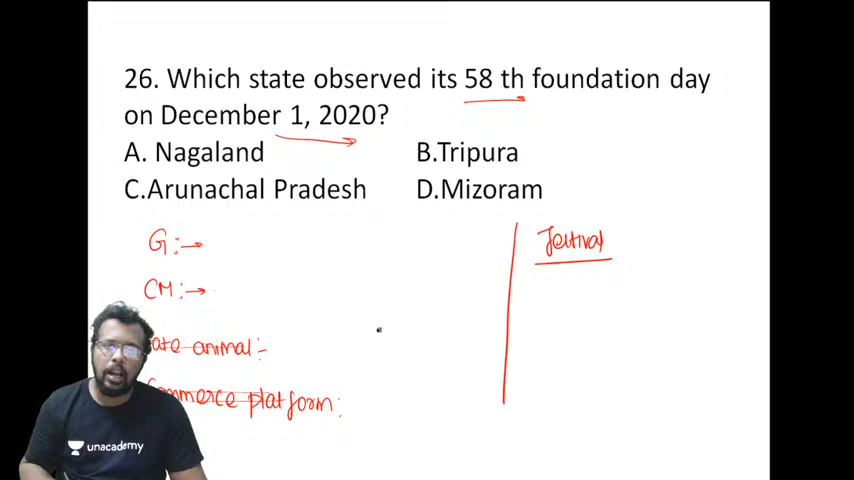 26. Which state observed its 58 th foundation day
on December 1, 2020?
A. Nagaland B.Tripura
C.Arunachal Pradesh D.Mizoram
G:→
Festival
CM:→
ate animal:-
ommerce platform:
unacademy